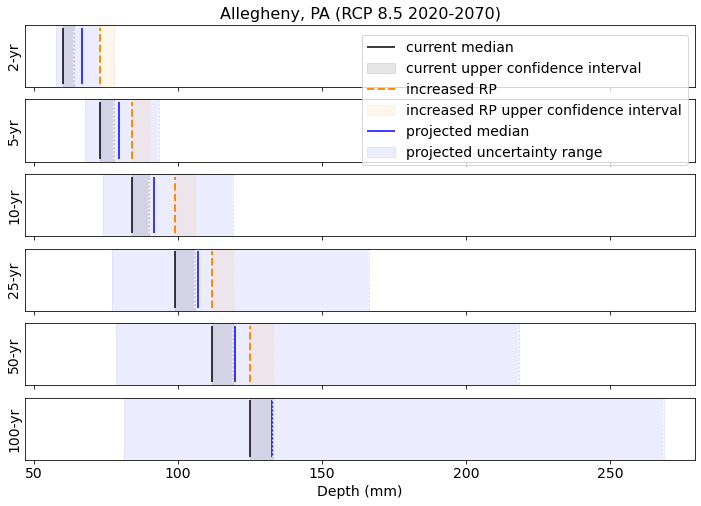 Allegheny, PA (RCP 8.5 2020-2070)
2-yr
current median
current upper confidence interval
increased RP
increased RP upper confidence interval
projected median
projected uncertainty range
5-yr
10-yr
25-yr
50-yr
100-yr
50 100 150 200 250
Depth (mm)